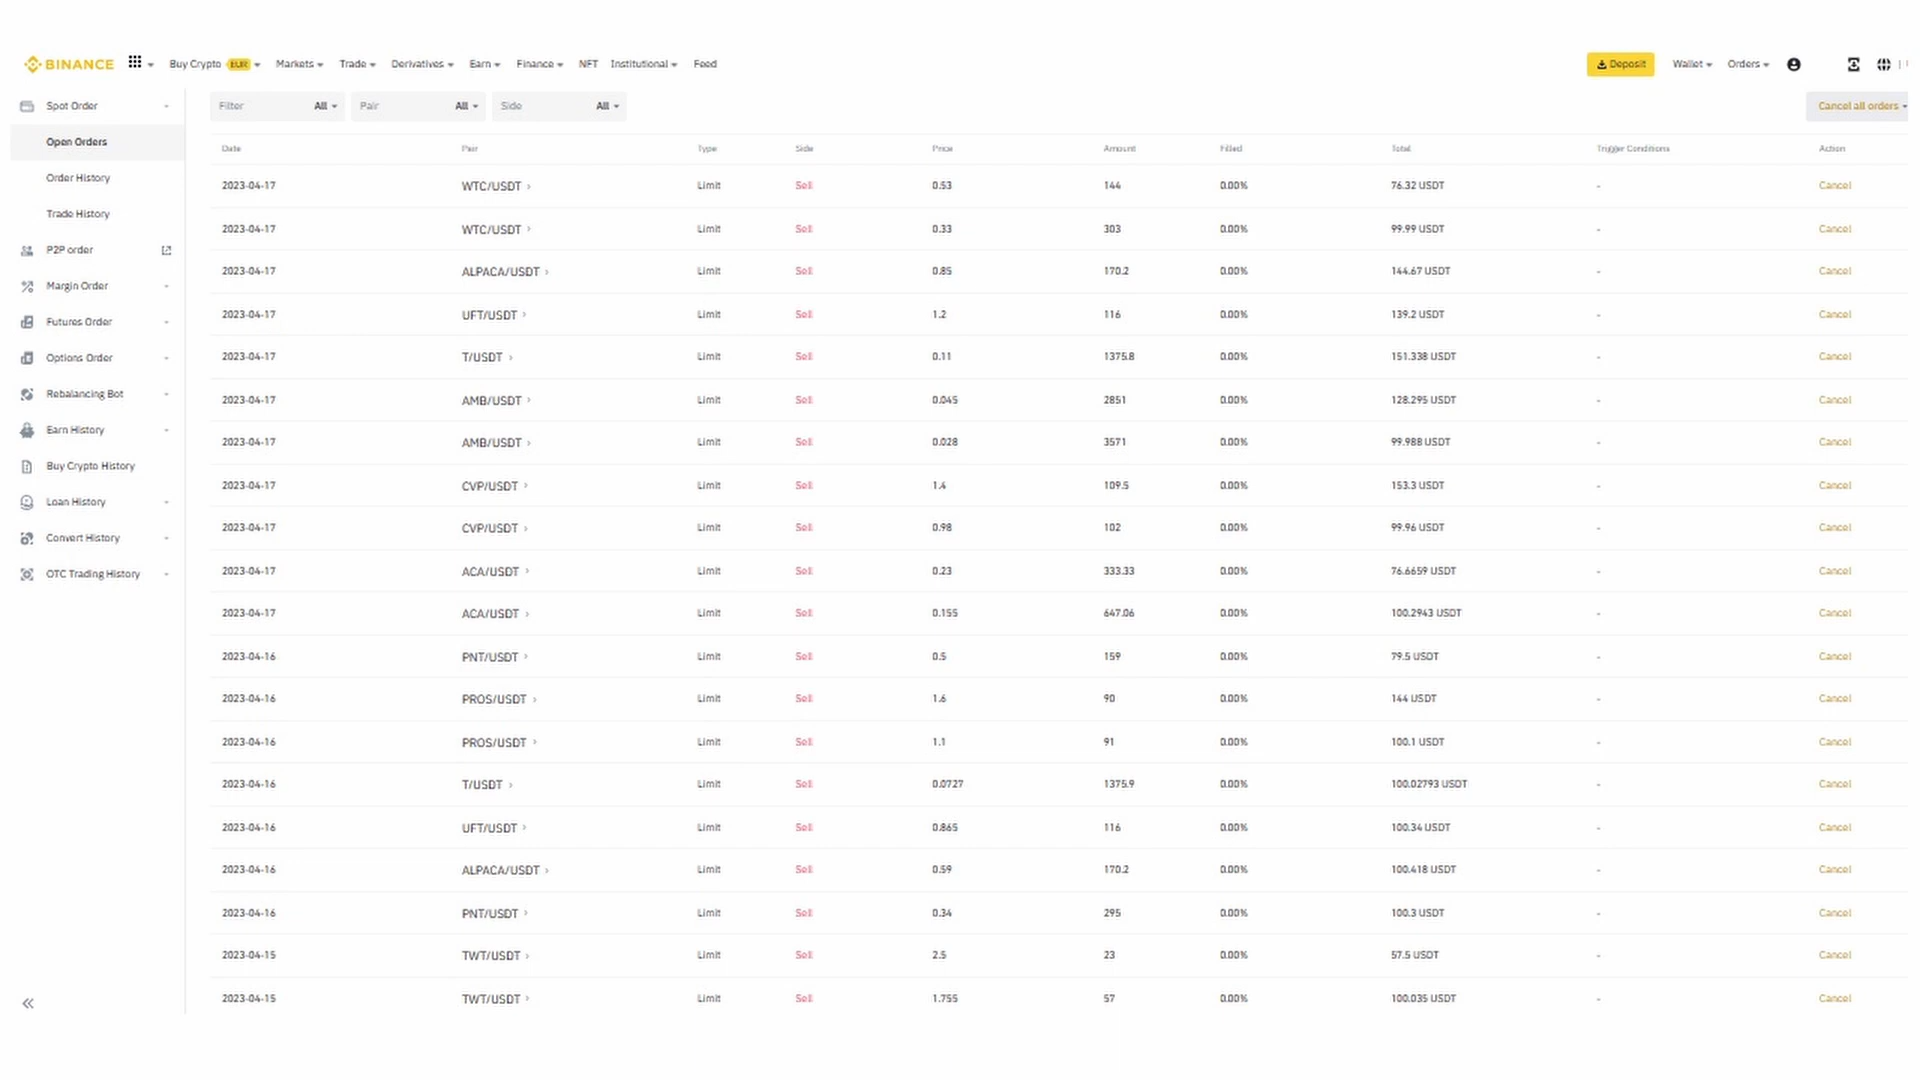 BINANCE Buy Crypto EUR Markets Trade Derivatives Earn Finance NFT Institutional Feed Deposit Wallet Orders
Spot Order
Open Orders
Order History
Trade History
P2P order
Margin Order
Futures Order
Options Order
Rebalancing Bot
Earn History
Buy Crypto History
Loan History
Convert History
OTC Trading History
Filter All Pair All Side All Cancel all orders
Date Pair Type Side Price Amount Filled Total Trigger Conditions Action
2023-04-17 WTC/USDT Limit Sell 0.53 144 0.00% 76.32 USDT - Cancel
2023-04-17 WTC/USDT Limit Sell 0.33 303 0.00% 99.99 USDT - Cancel
2023-04-17 ALPACA/USDT Limit Sell 0.85 170.2 0.00% 144.67 USDT - Cancel
2023-04-17 UFT/USDT Limit Sell 1.2 116 0.00% 139.2 USDT - Cancel
2023-04-17 T/USDT Limit Sell 0.11 1375.8 0.00% 151.338 USDT - Cancel
2023-04-17 AMB/USDT Limit Sell 0.045 2851 0.00% 128.295 USDT - Cancel
2023-04-17 AMB/USDT Limit Sell 0.028 3571 0.00% 99.988 USDT - Cancel
2023-04-17 CVP/USDT Limit Sell 1.4 109.5 0.00% 153.3 USDT - Cancel
2023-04-17 CVP/USDT Limit Sell 0.98 102 0.00% 99.96 USDT - Cancel
2023-04-17 ACA/USDT Limit Sell 0.23 333.33 0.00% 76.6659 USDT - Cancel
2023-04-17 ACA/USDT Limit Sell 0.155 647.06 0.00% 100.2943 USDT - Cancel
2023-04-16 PNT/USDT Limit Sell 0.5 159 0.00% 79.5 USDT - Cancel
2023-04-16 PROS/USDT Limit Sell 1.6 90 0.00% 144 USDT - Cancel
2023-04-16 PROS/USDT Limit Sell 1.1 91 0.00% 100.1 USDT - Cancel
2023-04-16 T/USDT Limit Sell 0.0727 1375.9 0.00% 100.02793 USDT - Cancel
2023-04-16 UFT/USDT Limit Sell 0.865 116 0.00% 100.34 USDT - Cancel
2023-04-16 ALPACA/USDT Limit Sell 0.59 170.2 0.00% 100.418 USDT - Cancel
2023-04-16 PNT/USDT Limit Sell 0.34 295 0.00% 100.3 USDT - Cancel
2023-04-15 TWT/USDT Limit Sell 2.5 23 0.00% 57.5 USDT - Cancel
2023-04-15 TWT/USDT Limit Sell 1.755 57 0.00% 100.035 USDT - Cancel